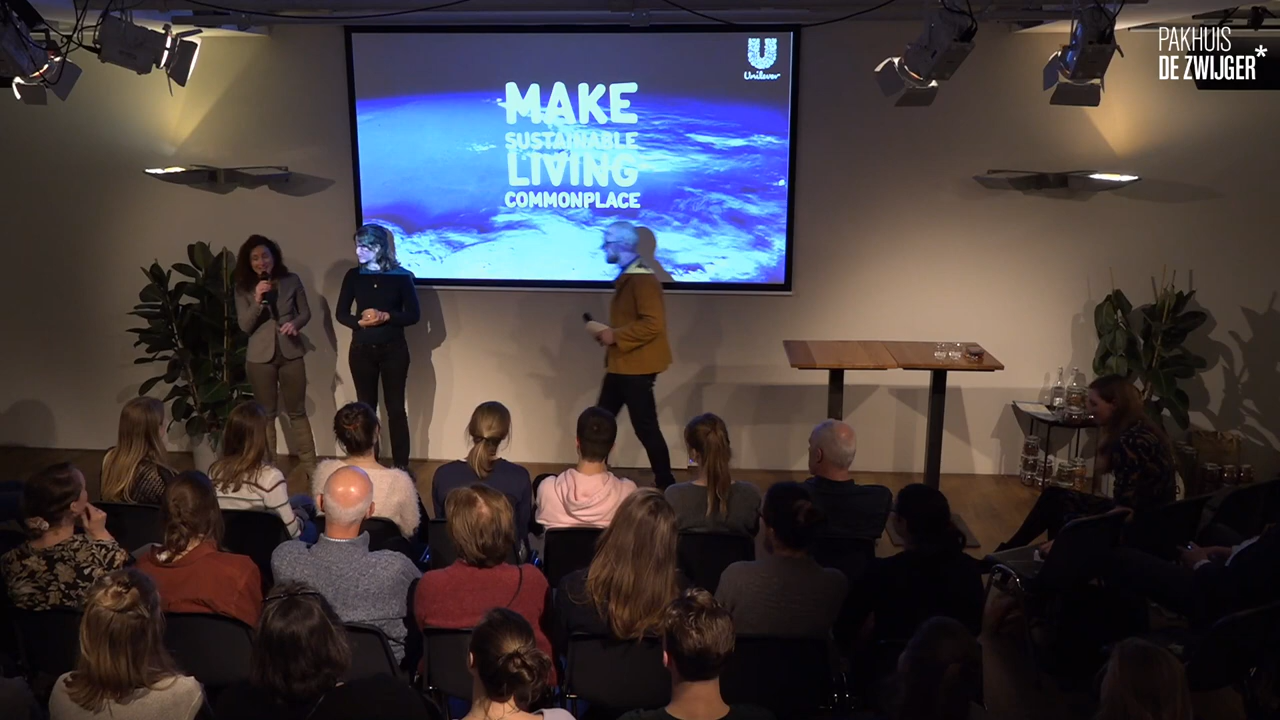 PAKHUIS
DE ZWIJGER*
Unilever
MAKE
SUSTAINABLE
LIVING
COMMONPLACE